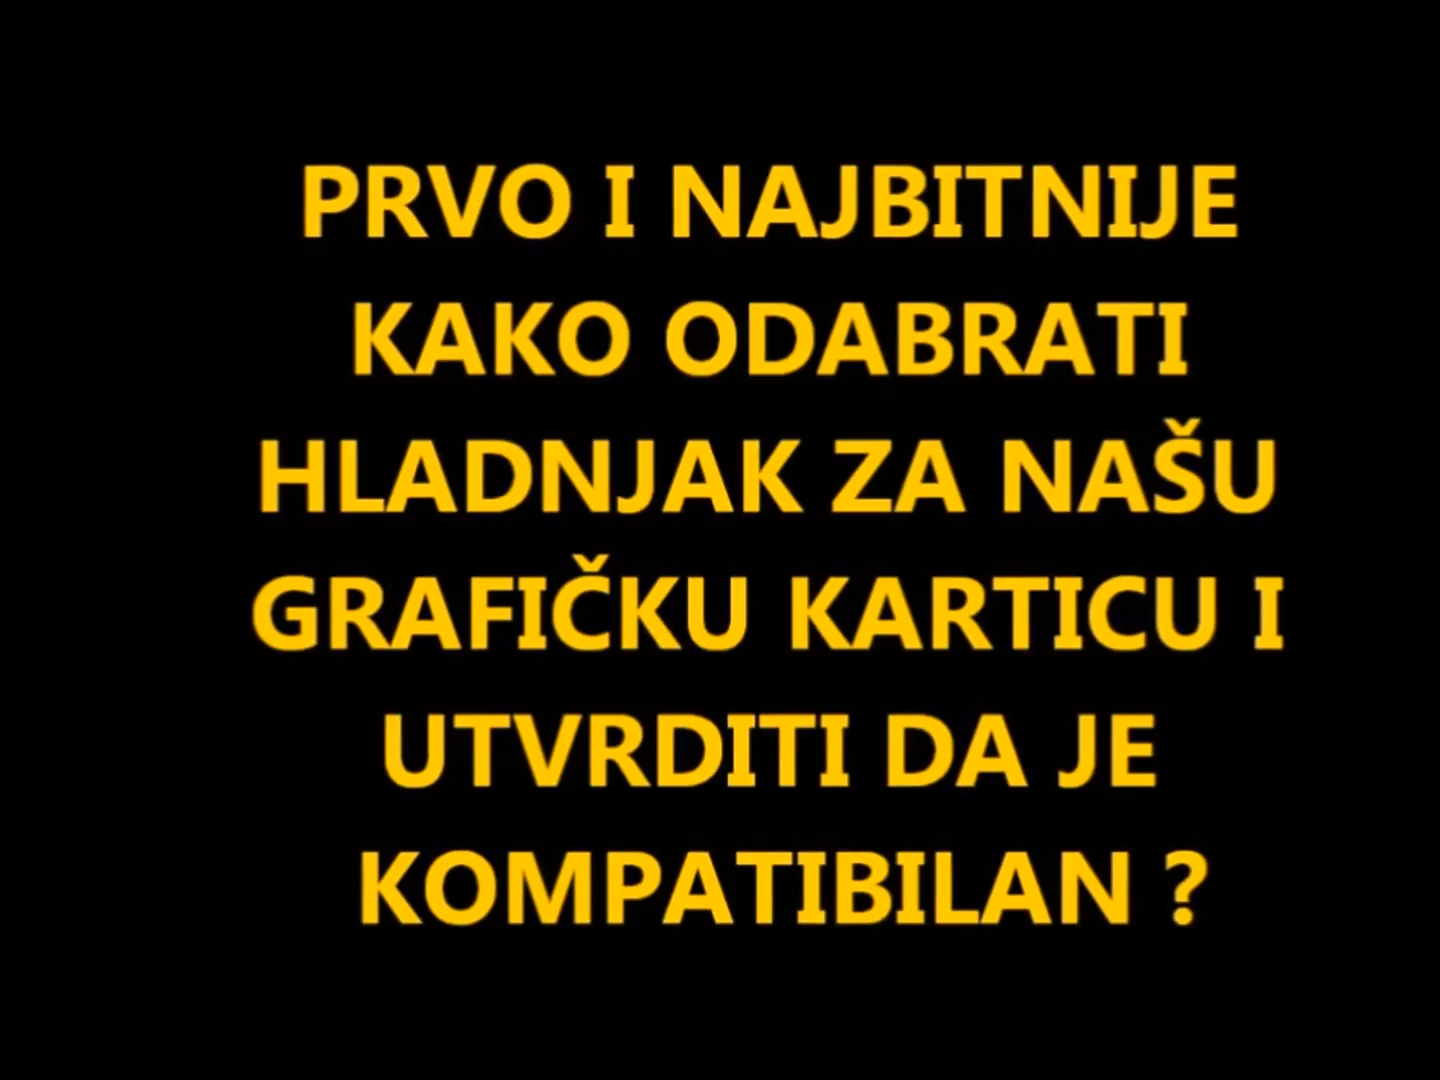 PRVO I NAJBITNIJE
KAKO ODABRATI
HLADNJAK ZA NAŠU
GRAFIČKU KARTICU I
UTVRDITI DA JE
KOMPATIBILAN ?